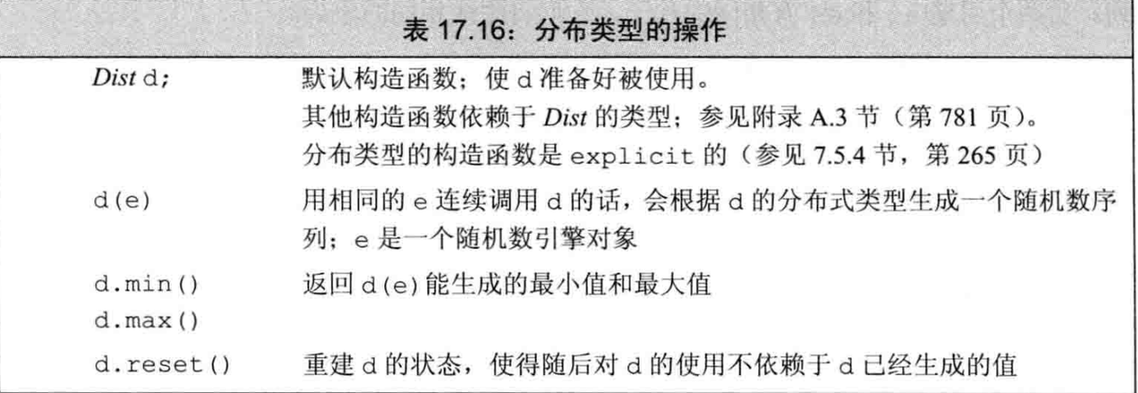 表 17.16：分布类型的操作
Dist d; 默认构造函数；使 d 准备好被使用。
其他构造函数依赖于 Dist 的类型；参见附录 A.3 节（第 781 页）。
分布类型的构造函数是 explicit 的（参见 7.5.4 节，第 265 页）
d(e) 用相同的 e 连续调用 d 的话，会根据 d 的分布式类型生成一个随机数序
列；e 是一个随机数引擎对象
d.min() 返回 d(e)能生成的最小值和最大值
d.max()
d.reset() 重建 d 的状态，使得随后对 d 的使用不依赖于 d 已经生成的值